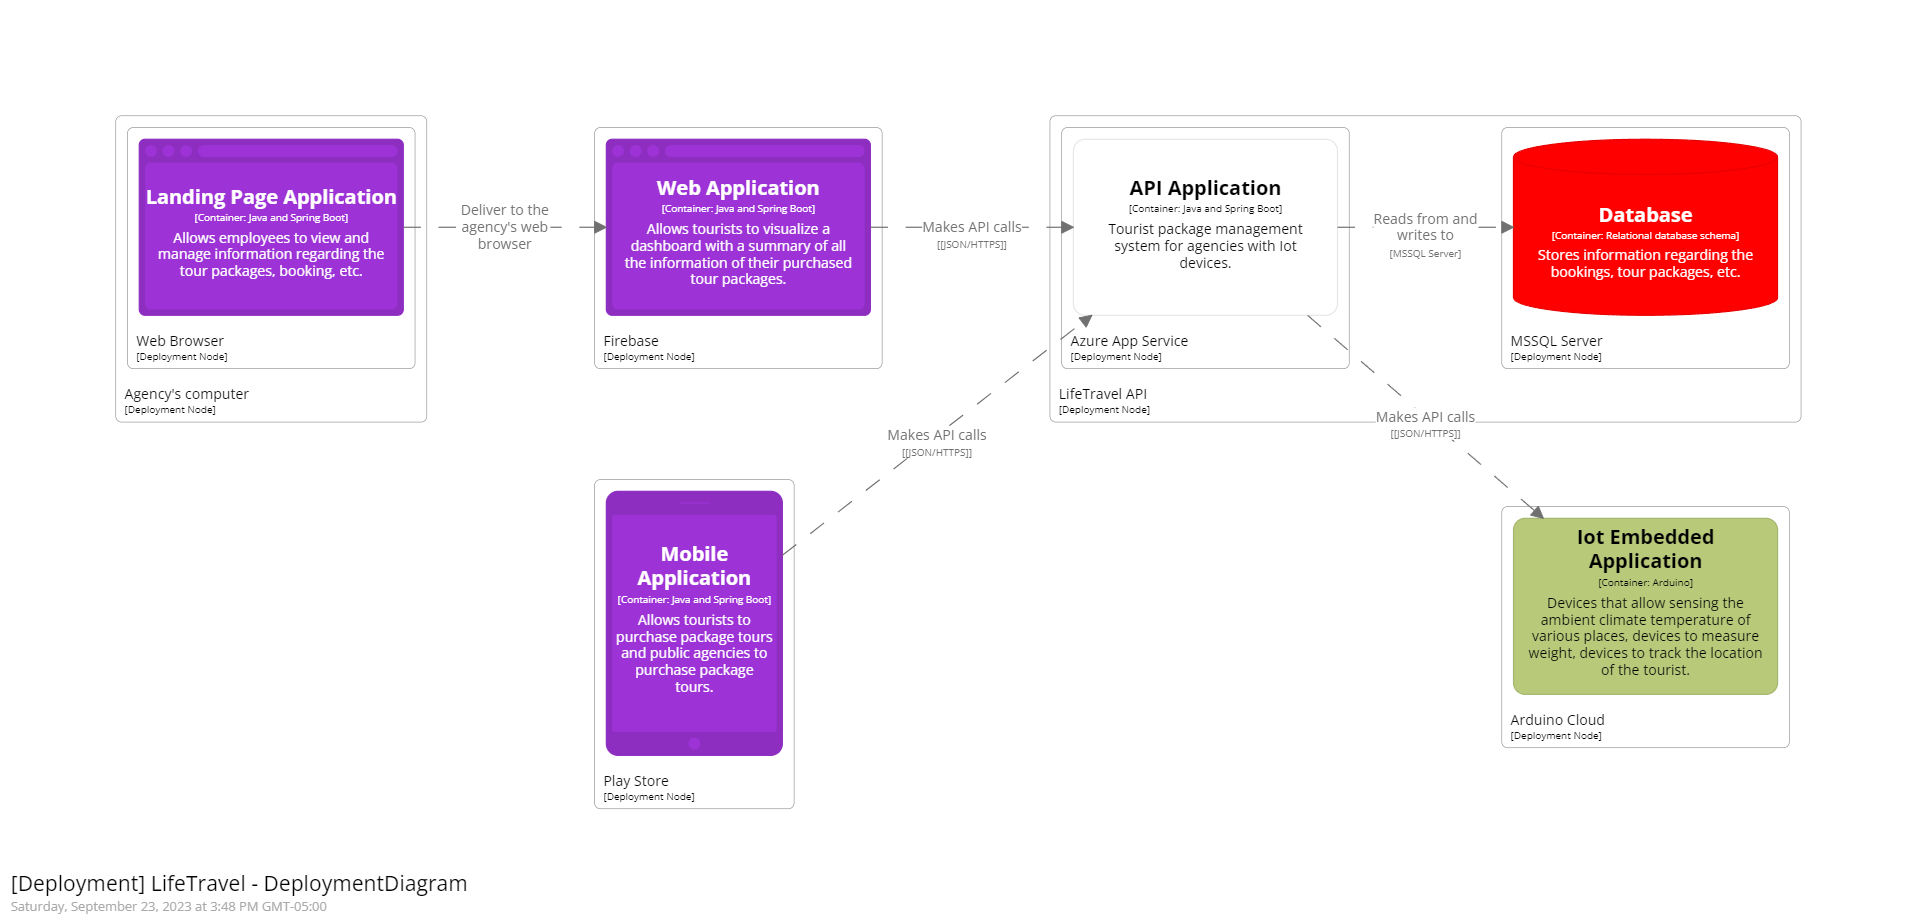 Landing Page Application
[Container: Java and Spring Boot]
Allows employees to view and
manage information regarding the
tour packages, booking, etc.
Web Browser
[Deployment Node]
Agency's computer
[Deployment Node]
Deliver to the
agency's web
browser
Web Application
[Container: Java and Spring Boot]
Allows tourists to visualize a
dashboard with a summary of all
the information of their purchased
tour packages.
Firebase
[Deployment Node]
Makes API calls
[[JSON/HTTPS]]
API Application
[Container: Java and Spring Boot]
Tourist package management
system for agencies with Iot
devices.
Azure App Service
[Deployment Node]
LifeTravel API
[Deployment Node]
Reads from and
writes to
[MSSQL Server]
Database
[Container: Relational database schema]
Stores information regarding the
bookings, tour packages, etc.
MSSQL Server
[Deployment Node]
Makes API calls
[[JSON/HTTPS]]
Makes API calls
[[JSON/HTTPS]]
Mobile
Application
[Container: Java and Spring Boot]
Allows tourists to
purchase package tours
and public agencies to
purchase package
tours.
Play Store
[Deployment Node]
Iot Embedded
Application
[Container: Arduino]
Devices that allow sensing the
ambient climate temperature of
various places, devices to measure
weight, devices to track the location
of the tourist.
Arduino Cloud
[Deployment Node]
[Deployment] LifeTravel - DeploymentDiagram
Saturday, September 23, 2023 at 3:48 PM GMT-05:00